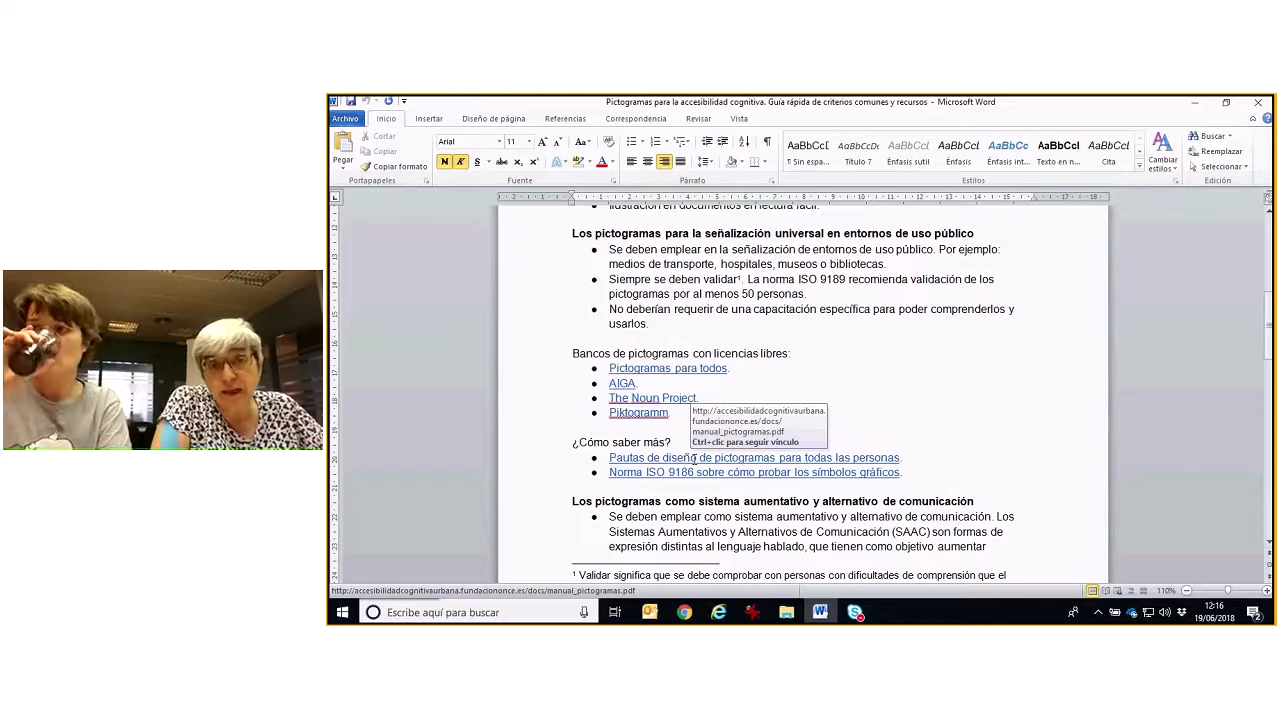 Pictogramas para la accesibilidad cognitiva. Guía rápida de criterios comunes y recursos - Microsoft Word
Archivo Inicio Insertar Diseño de página Referencias Correspondencia Revisar Vista
Pegar
Cortar
Copiar
Copiar formato
Portapapeles
Arial 11
Fuente
Párrafo
AaBbCcL AaBbCcDc AaBbCcL AaBbCcL AaBbCc AaBbCc AaBbCcL
¶ Sin espa... Título 7 Énfasis sutil Énfasis Énfasis int... Texto en n... Cita
Estilos
Cambiar
estilos
Buscar
Reemplazar
Seleccionar
Edición
Ilustración en documentos en lectura fácil.
Los pictogramas para la señalización universal en entornos de uso público
● Se deben emplear en la señalización de entornos de uso público. Por ejemplo:
medios de transporte, hospitales, museos o bibliotecas.
● Siempre se deben validar¹. La norma ISO 9189 recomienda validación de los
pictogramas por al menos 50 personas.
● No deberían requerir de una capacitación específica para poder comprenderlos y
usarlos.
Bancos de pictogramas con licencias libres:
● Pictogramas para todos.
● AIGA.
● The Noun Project.
● Piktogramm.
http://accesibilidadcognitivaurbana.
fundaciononce.es/docs/
manual_pictogramas.pdf
Ctrl+clic para seguir vínculo
¿Cómo saber más?
● Pautas de diseño de pictogramas para todas las personas.
● Norma ISO 9186 sobre cómo probar los símbolos gráficos.
Los pictogramas como sistema aumentativo y alternativo de comunicación
● Se deben emplear como sistema aumentativo y alternativo de comunicación. Los
Sistemas Aumentativos y Alternativos de Comunicación (SAAC) son formas de
expresión distintas al lenguaje hablado, que tienen como objetivo aumentar
¹ Validar significa que se debe comprobar con personas con dificultades de comprensión que el
http://accesibilidadcognitivaurbana.fundaciononce.es/docs/manual_pictogramas.pdf
110%
Escribe aquí para buscar
12:16
19/06/2018